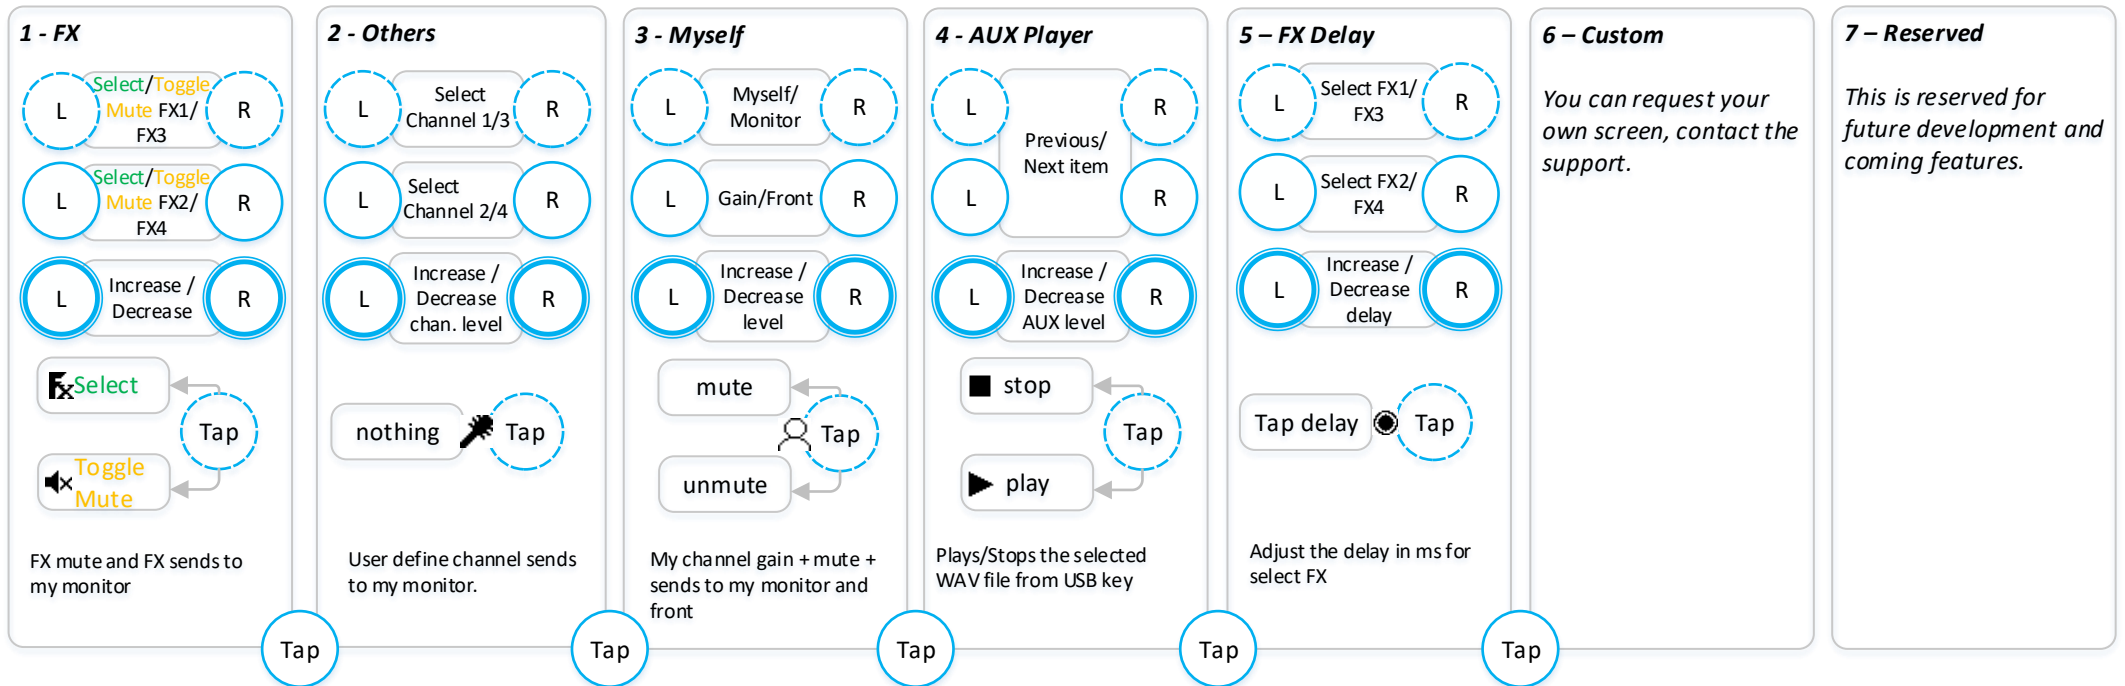 1 - FX
L
Select/Toggle
Mute FX1/
FX3
R
L
Select/Toggle
Mute FX2/
FX4
R
L
Increase /
Decrease
R
Fx Select
Tap
Toggle
Mute
FX mute and FX sends to
my monitor
Tap
2 - Others
L
Select
Channel 1/3
R
L
Select
Channel 2/4
R
L
Increase /
Decrease
chan. level
R
nothing
Tap
User define channel sends
to my monitor.
Tap
3 - Myself
L
Myself/
Monitor
R
L
Gain/Front
R
L
Increase /
Decrease
level
R
mute
Tap
unmute
My channel gain + mute +
sends to my monitor and
front
Tap
4 - AUX Player
L
R
Previous/
Next item
L
R
L
Increase /
Decrease
AUX level
R
stop
Tap
play
Plays/Stops the selected
WAV file from USB key
Tap
5 – FX Delay
L
Select FX1/
FX3
R
L
Select FX2/
FX4
R
L
Increase /
Decrease
delay
R
Tap delay
Tap
Adjust the delay in ms for
select FX
Tap
6 – Custom
You can request your
own screen, contact the
support.
7 – Reserved
This is reserved for
future development and
coming features.